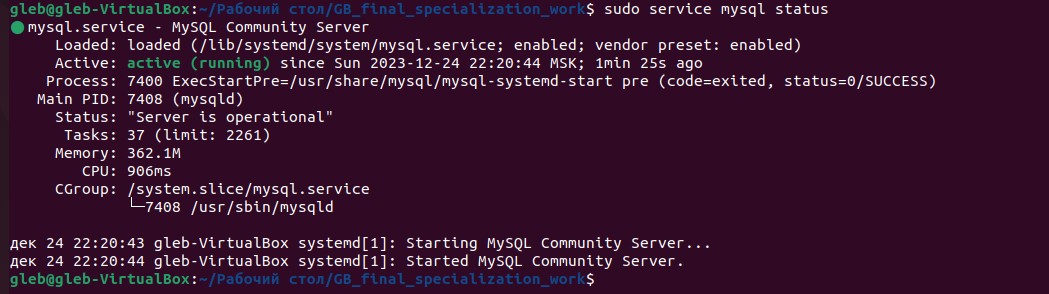 gleb@gleb-VirtualBox:~/Рабочий стол/GB_final_specialization_work$ sudo service mysql status
● mysql.service - MySQL Community Server
     Loaded: loaded (/lib/systemd/system/mysql.service; enabled; vendor preset: enabled)
     Active: active (running) since Sun 2023-12-24 22:20:44 MSK; 1min 25s ago
    Process: 7400 ExecStartPre=/usr/share/mysql/mysql-systemd-start pre (code=exited, status=0/SUCCESS)
   Main PID: 7408 (mysqld)
     Status: "Server is operational"
      Tasks: 37 (limit: 2261)
     Memory: 362.1M
        CPU: 906ms
     CGroup: /system.slice/mysql.service
             └─7408 /usr/sbin/mysqld

дек 24 22:20:43 gleb-VirtualBox systemd[1]: Starting MySQL Community Server...
дек 24 22:20:44 gleb-VirtualBox systemd[1]: Started MySQL Community Server.
gleb@gleb-VirtualBox:~/Рабочий стол/GB_final_specialization_work$